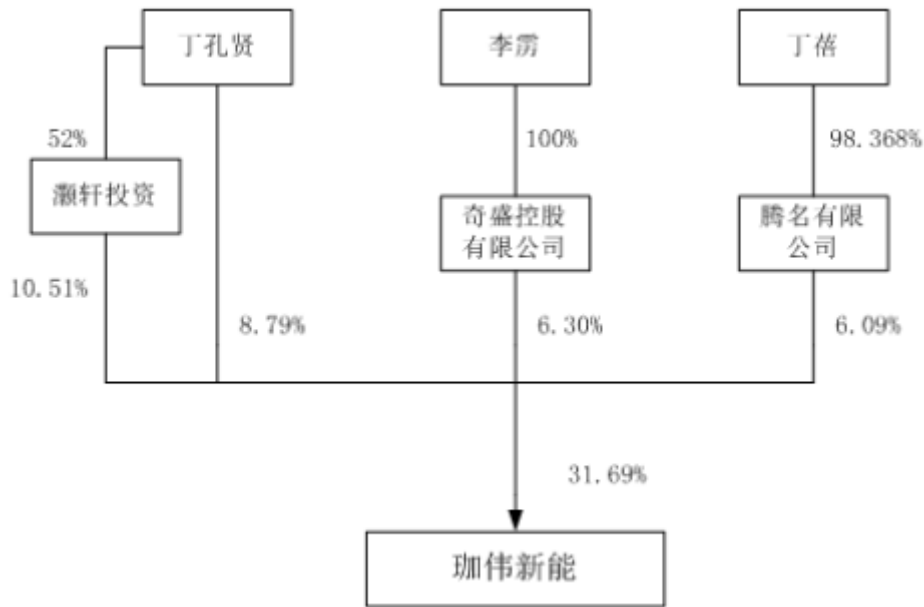 丁孔贤
李雳
丁蓓
52%
100%
98.368%
灏轩投资
奇盛控股
有限公司
腾名有限
公司
10.51%
8.79%
6.30%
6.09%
31.69%
珈伟新能